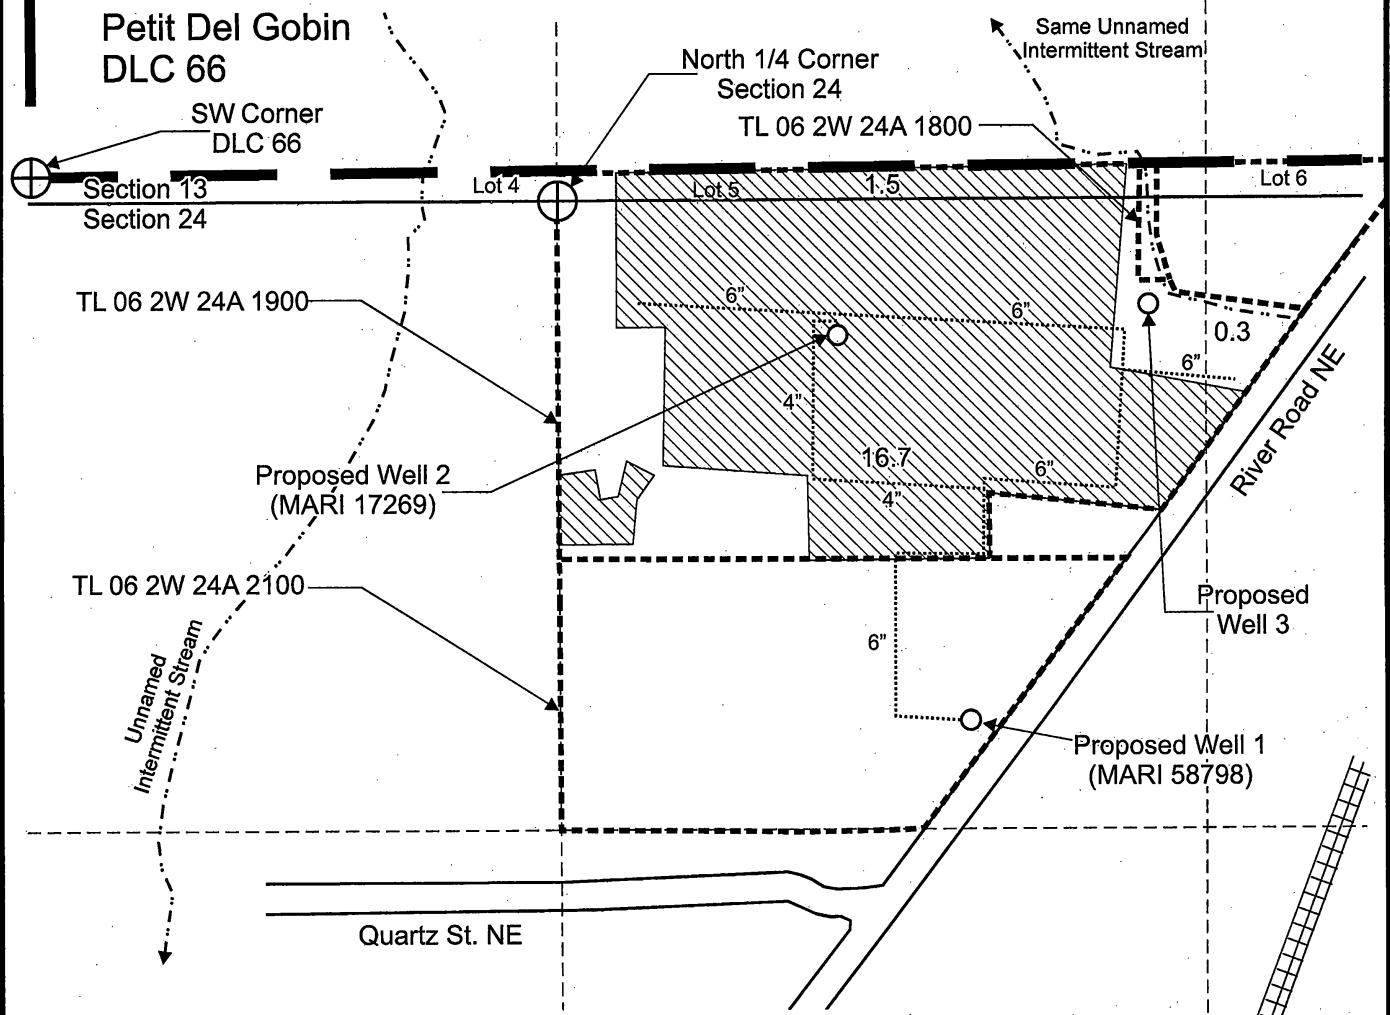 Petit Del Gobin
DLC 66
Same Unnamed
Intermittent Stream
North 1/4 Corner
Section 24
SW Corner
DLC 66
TL 06 2W 24A 1800
Section 13
Section 24
Lot 4
Lot 5
1.5
Lot 6
TL 06 2W 24A 1900
6”
6”
0.3
6”
4”
River Road NE
16.7
6”
4”
Proposed Well 2
(MARI 17269)
TL 06 2W 24A 2100
Proposed
Well 3
6”
Unnamed
Intermittent Stream
Proposed Well 1
(MARI 58798)
Quartz St. NE